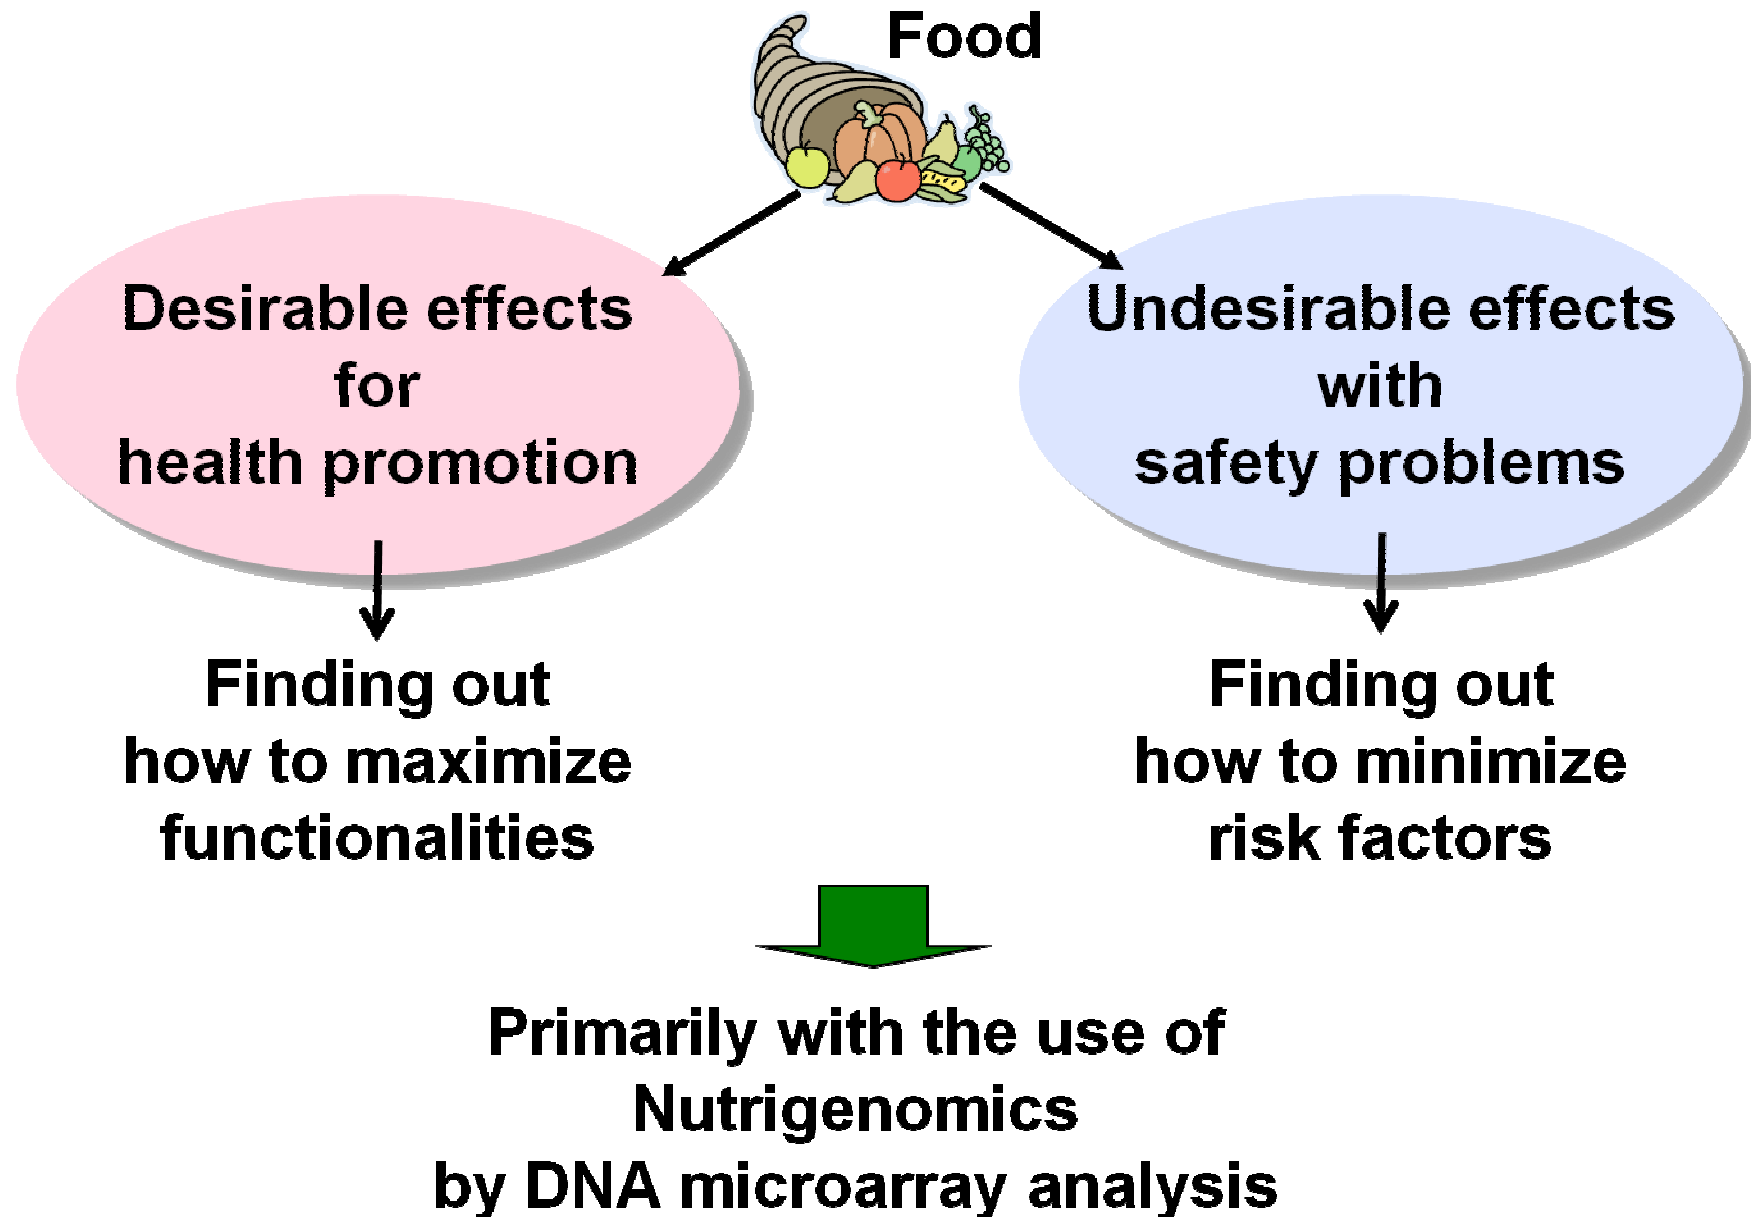 Food
Desirable effects
for
health promotion
Undesirable effects
with
safety problems
Finding out
how to maximize
functionalities
Finding out
how to minimize
risk factors
Primarily with the use of
Nutrigenomics
by DNA microarray analysis